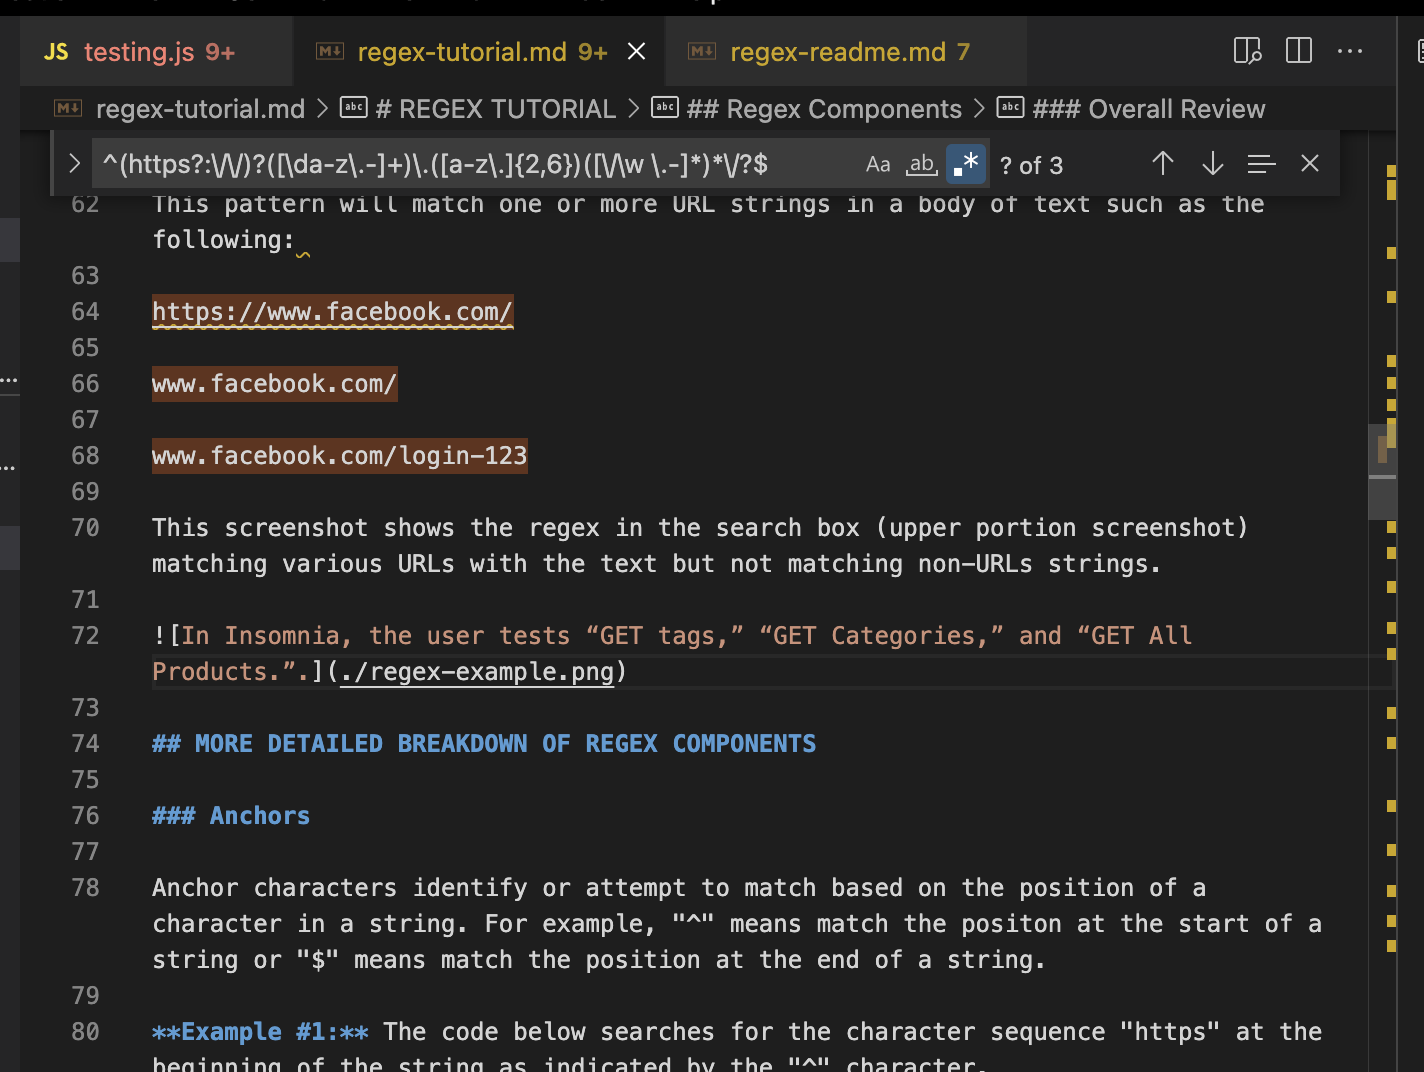 JS testing.js 9+ regex-tutorial.md 9+ regex-readme.md 7
regex-tutorial.md > # REGEX TUTORIAL > ## Regex Components > ### Overall Review
^(https?:\/\/)?([\da-z\.-]+)\.([a-z\.]{2,6})([\/\w \.-]*)*\/?$ Aa ab .* ? of 3
62 This pattern will match one or more URL strings in a body of text such as the
following:
63
64 https://www.facebook.com/
65
66 www.facebook.com/
67
68 www.facebook.com/login-123
69
70 This screenshot shows the regex in the search box (upper portion screenshot)
matching various URLs with the text but not matching non-URLs strings.
71
72 ![In Insomnia, the user tests “GET tags,” “GET Categories,” and “GET All
Products.”.](./regex-example.png)
73
74 ## MORE DETAILED BREAKDOWN OF REGEX COMPONENTS
75
76 ### Anchors
77
78 Anchor characters identify or attempt to match based on the position of a
character in a string. For example, "^" means match the positon at the start of a
string or "$" means match the position at the end of a string.
79
80 **Example #1:** The code below searches for the character sequence "https" at the
beginning of the string as indicated by the "^" character.